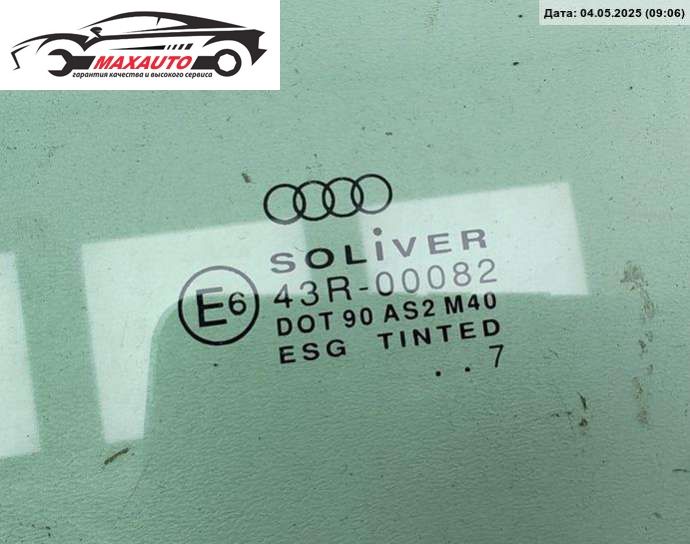 Дата: 04.05.2025 (09:06)
MAXAUTO
гарантия качества и высокого сервиса
SOLiVER
E6
43R-00082
DOT 90 AS2 M40
ESG TINTED
. . 7